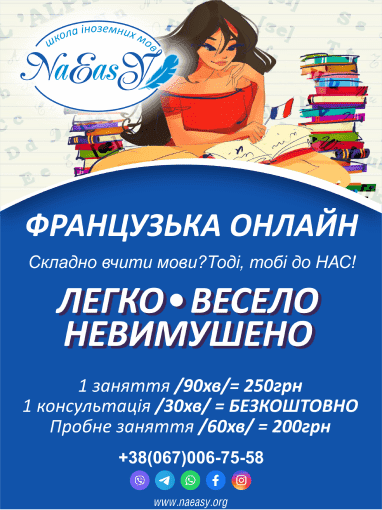 школа іноземних мов
NaEasY
ФРАНЦУЗЬКА ОНЛАЙН
Складно вчити мови?Тоді, тобі до НАС!
ЛЕГКО•ВЕСЕЛО
НЕВИМУШЕНО
1 заняття /90хв/= 250грн
1 консультація /30хв/ = БЕЗКОШТОВНО
Пробне заняття /60хв/ = 200грн
+38(067)006-75-58
www.naeasy.org